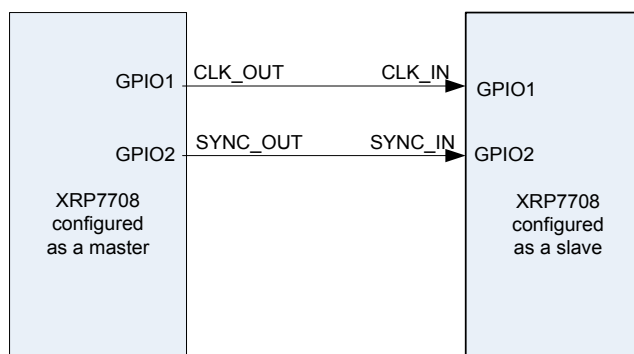 GPIO1 CLK_OUT CLK_IN GPIO1
GPIO2 SYNC_OUT SYNC_IN GPIO2
XRP7708
configured
as a master
XRP7708
configured
as a slave